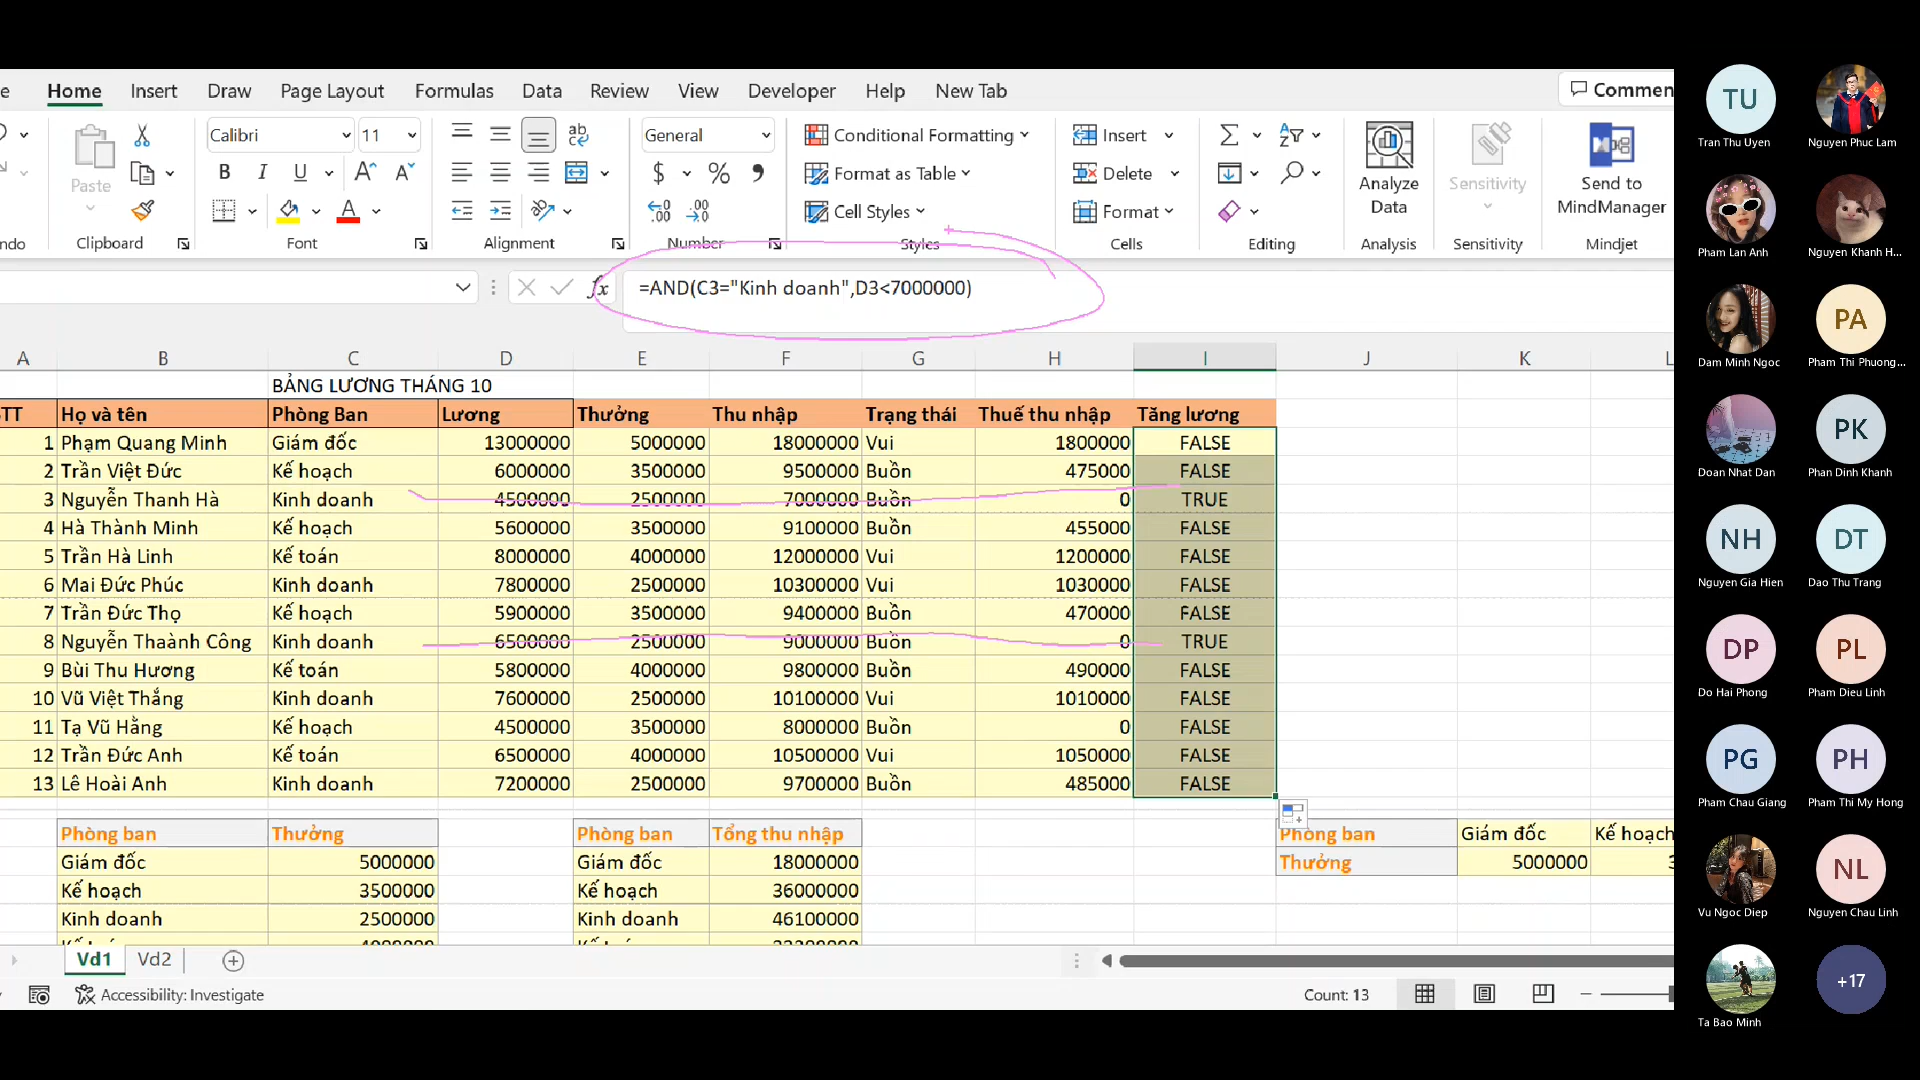 e Home Insert Draw Page Layout Formulas Data Review View Developer Help New Tab Commen
Paste
Calibri 11
B I U A A
A
ab
General
$ % 9
Conditional Formatting
Format as Table
Cell Styles
Insert
Delete
Format
Analyze
Data
Sensitivity
Send to
MindManager
ndo Clipboard Font Alignment Number Styles Cells Editing Analysis Sensitivity Mindjet
fx =AND(C3="Kinh doanh",D3<7000000)
A B C D E F G H I J K L
BẢNG LƯƠNG THÁNG 10
TT Họ và tên Phòng Ban Lương Thưởng Thu nhập Trạng thái Thuế thu nhập Tăng lương
1 Phạm Quang Minh Giám đốc 13000000 5000000 18000000 Vui 1800000 FALSE
2 Trần Việt Đức Kế hoạch 6000000 3500000 9500000 Buồn 475000 FALSE
3 Nguyễn Thanh Hà Kinh doanh 4500000 2500000 7000000 Buồn 0 TRUE
4 Hà Thành Minh Kế hoạch 5600000 3500000 9100000 Buồn 455000 FALSE
5 Trần Hà Linh Kế toán 8000000 4000000 12000000 Vui 1200000 FALSE
6 Mai Đức Phúc Kinh doanh 7800000 2500000 10300000 Vui 1030000 FALSE
7 Trần Đức Thọ Kế hoạch 5900000 3500000 9400000 Buồn 470000 FALSE
8 Nguyễn Thaành Công Kinh doanh 6500000 2500000 9000000 Buồn 0 TRUE
9 Bùi Thu Hương Kế toán 5800000 4000000 9800000 Buồn 490000 FALSE
10 Vũ Việt Thắng Kinh doanh 7600000 2500000 10100000 Vui 1010000 FALSE
11 Tạ Vũ Hằng Kế hoạch 4500000 3500000 8000000 Buồn 0 FALSE
12 Trần Đức Anh Kế toán 6500000 4000000 10500000 Vui 1050000 FALSE
13 Lê Hoài Anh Kinh doanh 7200000 2500000 9700000 Buồn 485000 FALSE
Phòng ban Thưởng Phòng ban Tổng thu nhập Phòng ban Giám đốc Kế hoạch
Giám đốc 5000000 Giám đốc 18000000 Thưởng 5000000 3
Kế hoạch 3500000 Kế hoạch 36000000
Kinh doanh 2500000 Kinh doanh 46100000
Vd1 Vd2
Accessibility: Investigate Count: 13
TU
Tran Thu Uyen Nguyen Phuc Lam
Pham Lan Anh Nguyen Khanh H...
PA
Dam Minh Ngoc Pham Thi Phuong...
PK
Doan Nhat Dan Phan Dinh Khanh
NH DT
Nguyen Gia Hien Dao Thu Trang
DP PL
Do Hai Phong Pham Dieu Linh
PG PH
Pham Chau Giang Pham Thi My Hong
NL
Vu Ngoc Diep Nguyen Chau Linh
+17
Ta Bao Minh